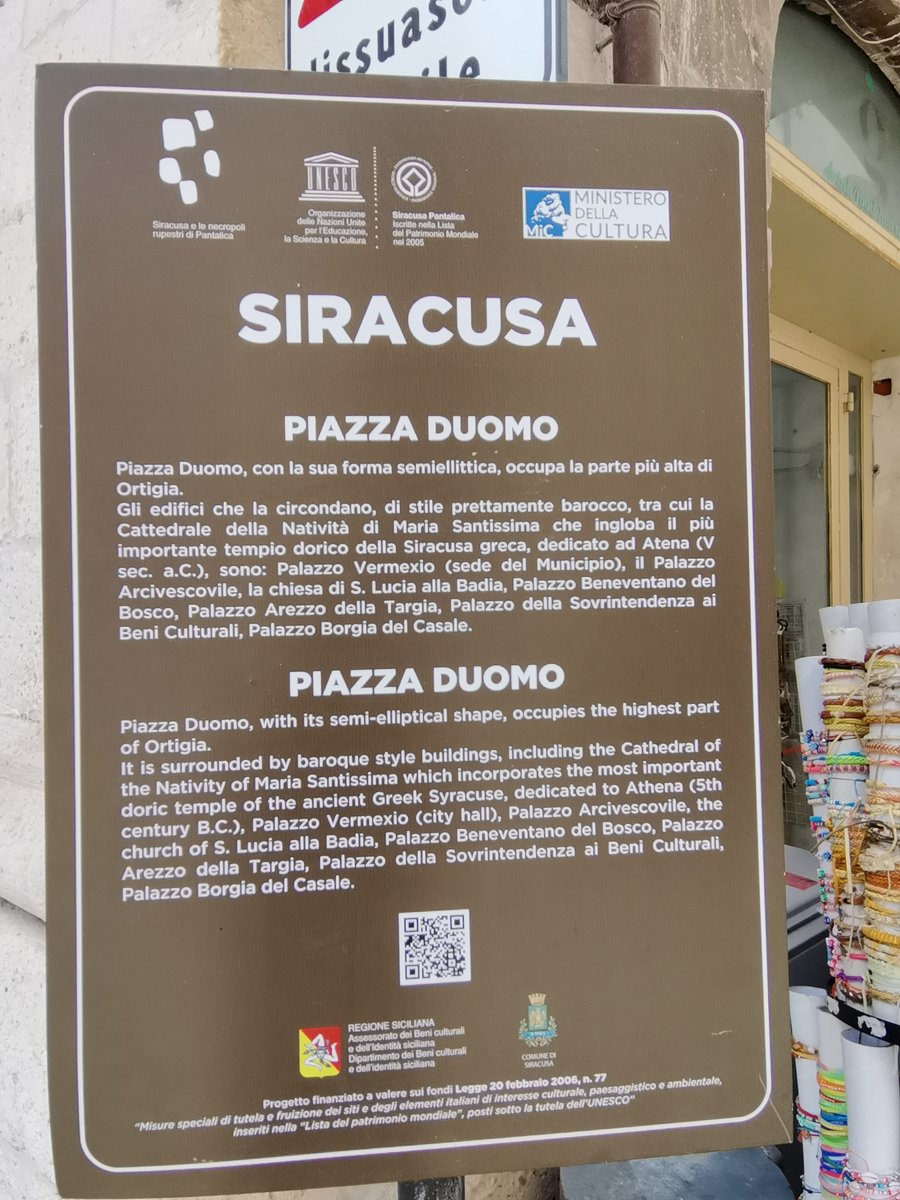 dissuaso
ile
Siracusa e le necropoli
rupestri di Pantalica
UNESCO
Organizzazione
delle Nazioni Unite
per l'Educazione,
la Scienza e la Cultura
Siracusa Pantalica
Iscritte nella Lista
del Patrimonio Mondiale
nel 2005
MiC
MINISTERO
DELLA
CULTURA
SIRACUSA
PIAZZA DUOMO
Piazza Duomo, con la sua forma semiellittica, occupa la parte più alta di
Ortigia.
Gli edifici che la circondano, di stile prettamente barocco, tra cui la
Cattedrale della Natività di Maria Santissima che ingloba il più
importante tempio dorico della Siracusa greca, dedicato ad Atena (V
sec. a.C.), sono: Palazzo Vermexio (sede del Municipio), il Palazzo
Arcivescovile, la chiesa di S. Lucia alla Badia, Palazzo Beneventano del
Bosco, Palazzo Arezzo della Targia, Palazzo della Sovrintendenza ai
Beni Culturali, Palazzo Borgia del Casale.
PIAZZA DUOMO
Piazza Duomo, with its semi-elliptical shape, occupies the highest part
of Ortigia.
It is surrounded by baroque style buildings, including the Cathedral of
the Nativity of Maria Santissima which incorporates the most important
doric temple of the ancient Greek Syracuse, dedicated to Athena (5th
century B.C.), Palazzo Vermexio (city hall), Palazzo Arcivescovile, the
church of S. Lucia alla Badia, Palazzo Beneventano del Bosco, Palazzo
Arezzo della Targia, Palazzo della Sovrintendenza ai Beni Culturali,
Palazzo Borgia del Casale.
REGIONE SICILIANA
Assessorato dei Beni culturali
e dell'Identità siciliana
Dipartimento dei Beni culturali
e dell'identità siciliana
COMUNE DI
SIRACUSA
Progetto finanziato a valere sui fondi Legge 20 febbraio 2006, n. 77
"Misure speciali di tutela e fruizione dei siti e degli elementi italiani di interesse culturale, paesaggistico e ambientale,
inseriti nella "Lista del patrimonio mondiale", posti sotto la tutela dell'UNESCO"